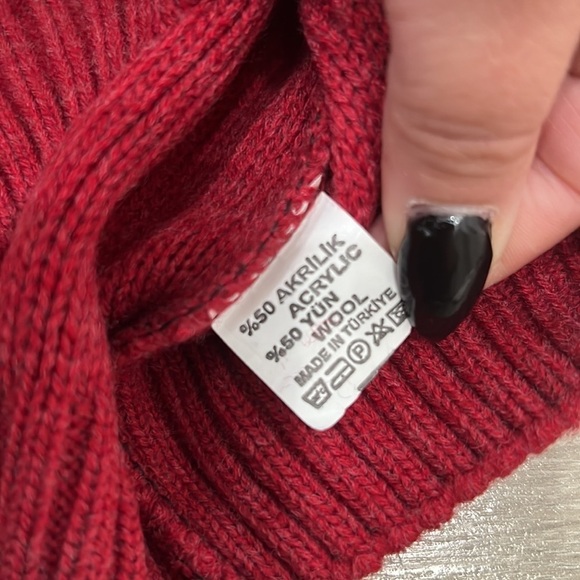 %50 AKRİLİK
ACRYLIC
%50 YÜN
WOOL
MADE IN TÜRKİYE
P